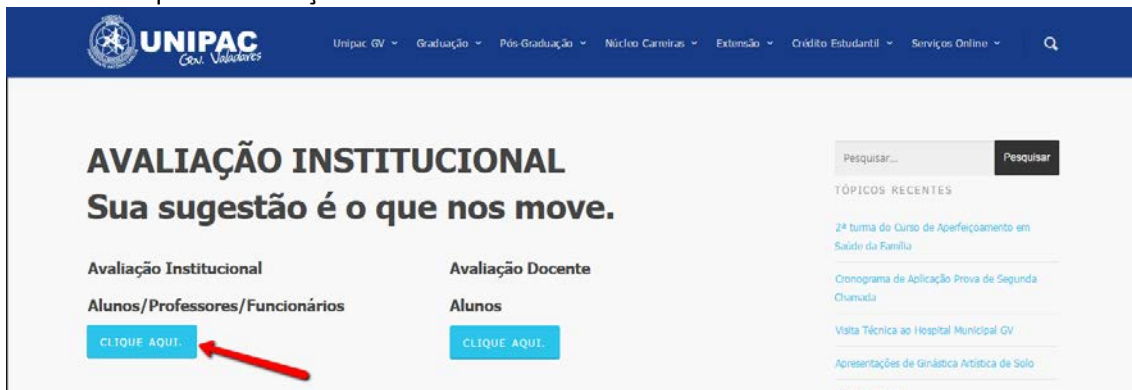 UNIPAC
Gov. Valadares
Unipac GV
Graduação
Pós-Graduação
Núcleo Carreiras
Extensão
Crédito Estudantil
Serviços Online
AVALIAÇÃO INSTITUCIONAL
Sua sugestão é o que nos move.
Avaliação Institucional
Alunos/Professores/Funcionários
CLIQUE AQUI.
Avaliação Docente
Alunos
CLIQUE AQUI.
Pesquisar...
Pesquisar
TÓPICOS RECENTES
2ª turma do Curso de Aperfeiçoamento em
Saúde da Família
Cronograma de Aplicação Prova de Segunda
Chamada
Visita Técnica ao Hospital Municipal GV
Apresentações de Ginástica Artística de Solo